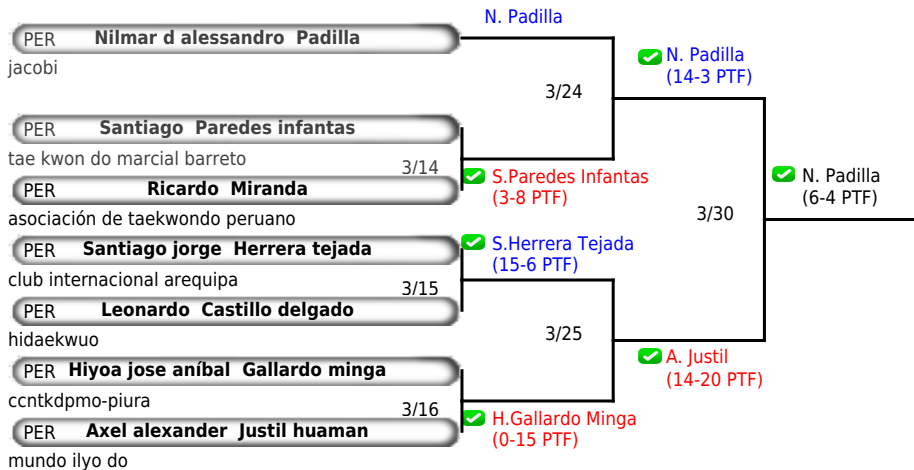 N. Padilla
PER Nilmar d alessandro Padilla
jacobi
N. Padilla
(14-3 PTF)
3/24
PER Santiago Paredes infantas
tae kwon do marcial barreto
3/14
S.Paredes Infantas
(3-8 PTF)
PER Ricardo Miranda
asociación de taekwondo peruano
N. Padilla
(6-4 PTF)
3/30
PER Santiago jorge Herrera tejada
club internacional arequipa
S.Herrera Tejada
(15-6 PTF)
3/15
PER Leonardo Castillo delgado
hidaekwuo
3/25
A. Justil
(14-20 PTF)
PER Hiyoa jose aníbal Gallardo minga
ccntkdpmo-piura
3/16
H.Gallardo Minga
(0-15 PTF)
PER Axel alexander Justil huaman
mundo ilyo do